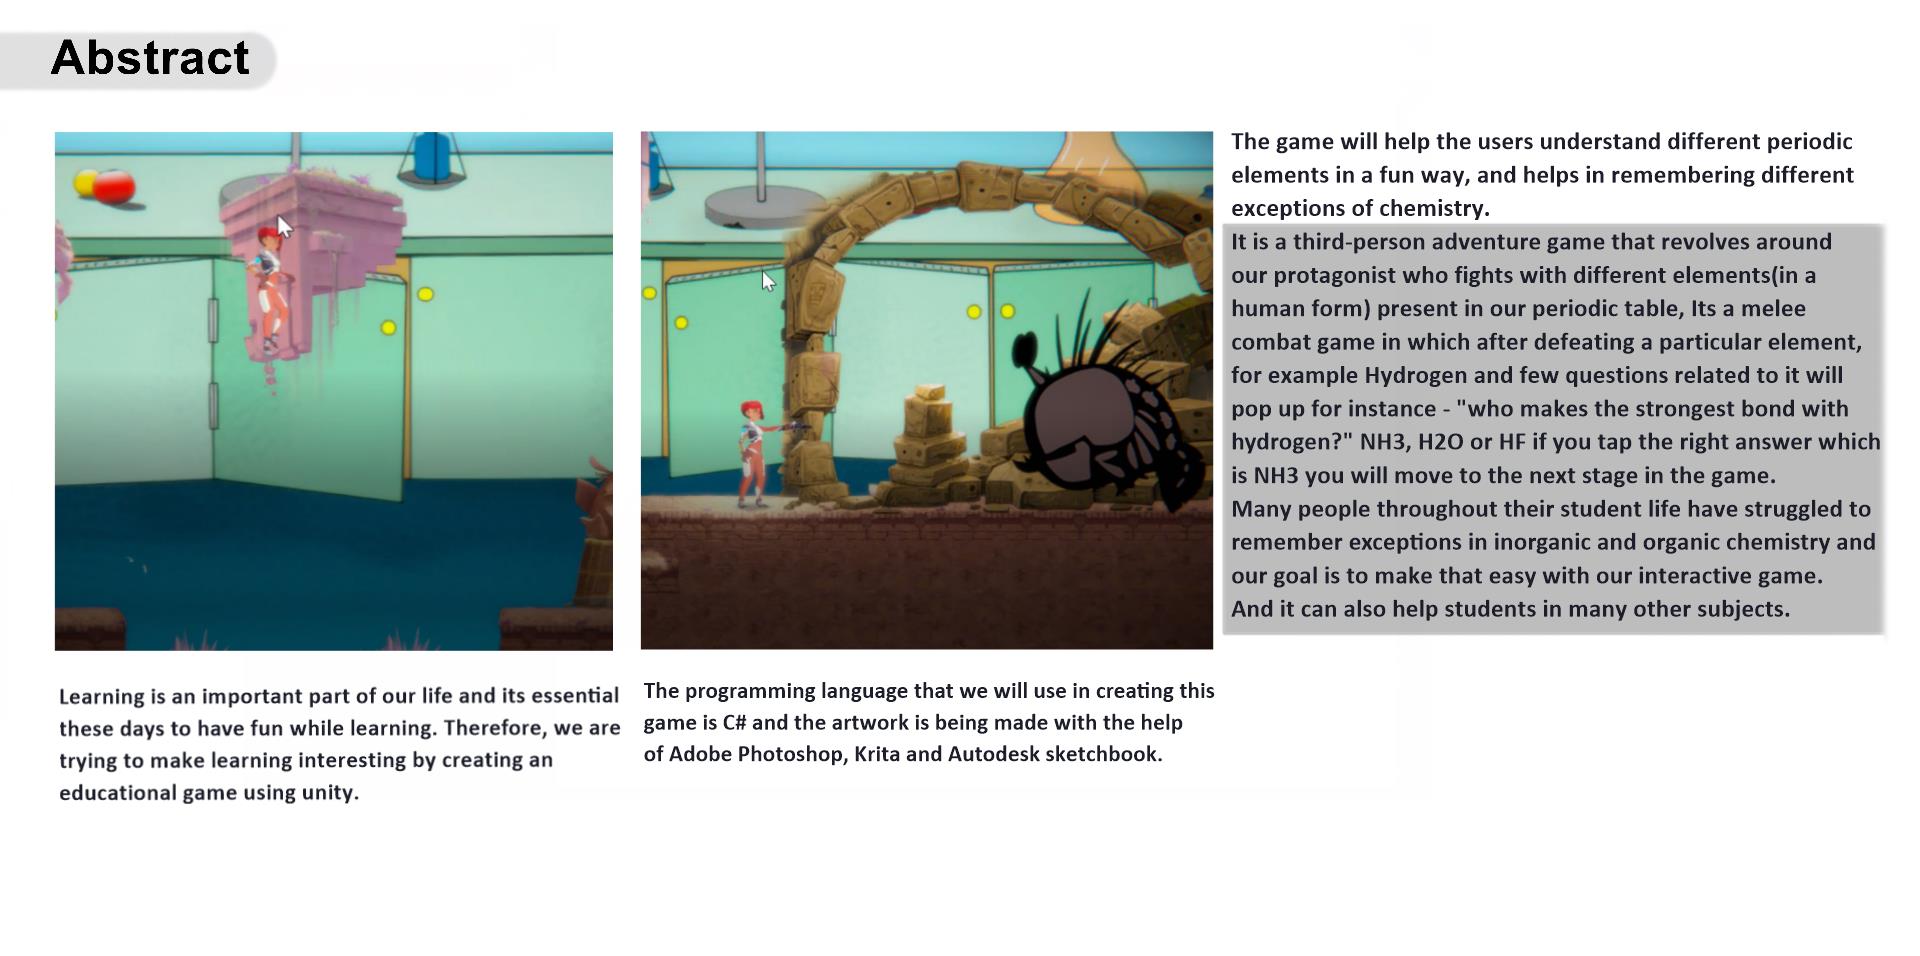 Abstract
Learning is an important part of our life and its essential
these days to have fun while learning. Therefore, we are
trying to make learning interesting by creating an
educational game using unity.
The programming language that we will use in creating this
game is C# and the artwork is being made with the help
of Adobe Photoshop, Krita and Autodesk sketchbook.
The game will help the users understand different periodic
elements in a fun way, and helps in remembering different
exceptions of chemistry.
It is a third-person adventure game that revolves around
our protagonist who fights with different elements(in a
human form) present in our periodic table, Its a melee
combat game in which after defeating a particular element,
for example Hydrogen and few questions related to it will
pop up for instance - "who makes the strongest bond with
hydrogen?" NH3, H2O or HF if you tap the right answer which
is NH3 you will move to the next stage in the game.
Many people throughout their student life have struggled to
remember exceptions in inorganic and organic chemistry and
our goal is to make that easy with our interactive game.
And it can also help students in many other subjects.